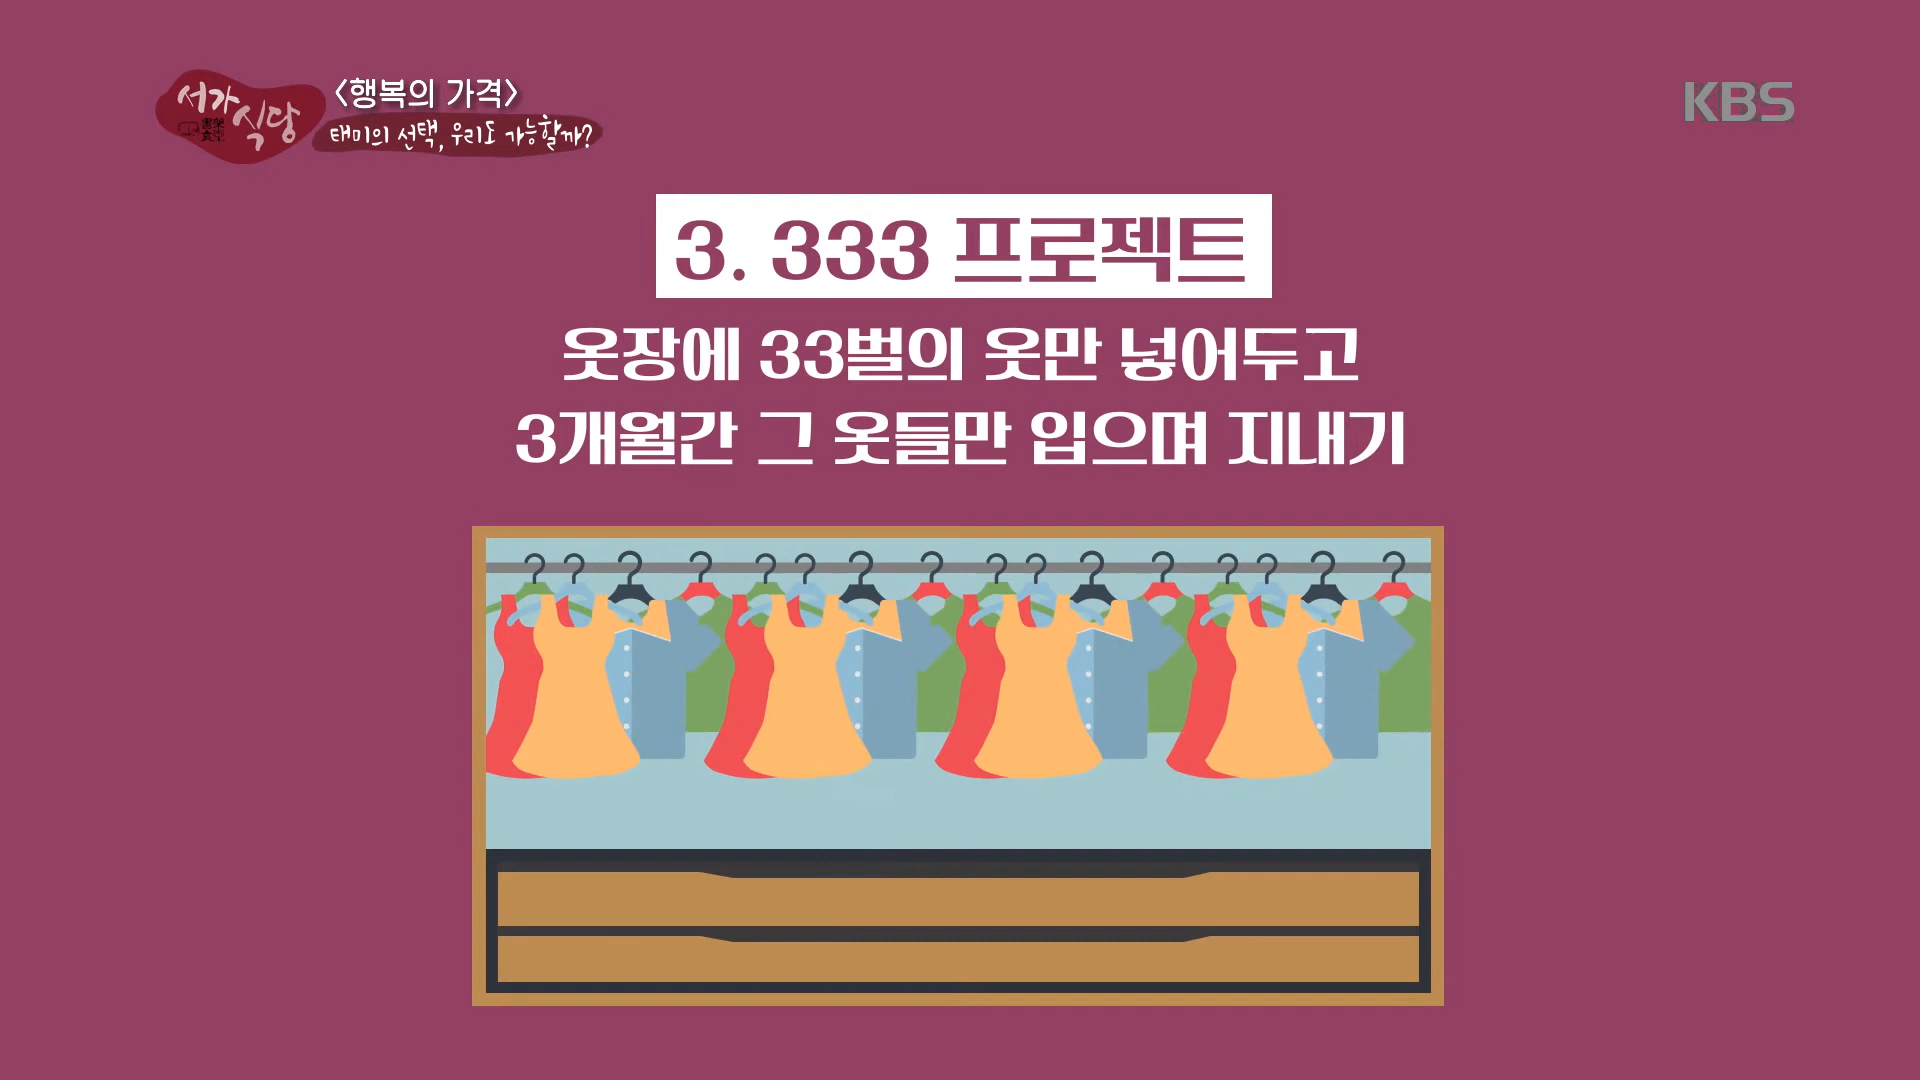 서가식당
<행복의 가격>
태미의 선택, 우리도 가능할까?
KBS
3. 333 프로젝트
옷장에 33벌의 옷만 넣어두고
3개월간 그 옷들만 입으며 지내기